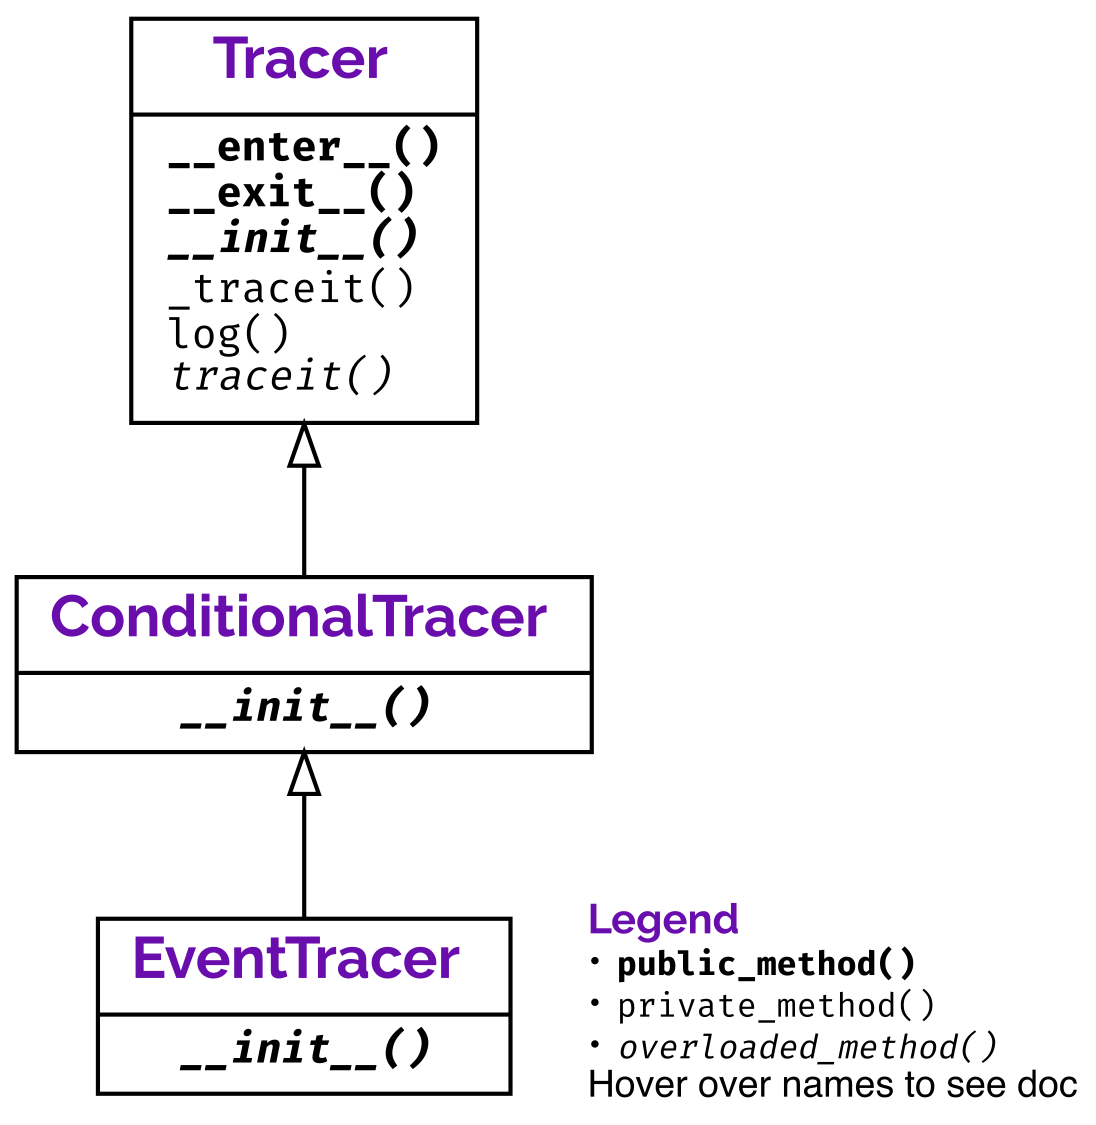 Tracer
__enter__()
__exit__()
__init__()
_traceit()
log()
traceit()
ConditionalTracer
__init__()
EventTracer
__init__()
Legend
• public_method()
• private_method()
• overloaded_method()
Hover over names to see doc